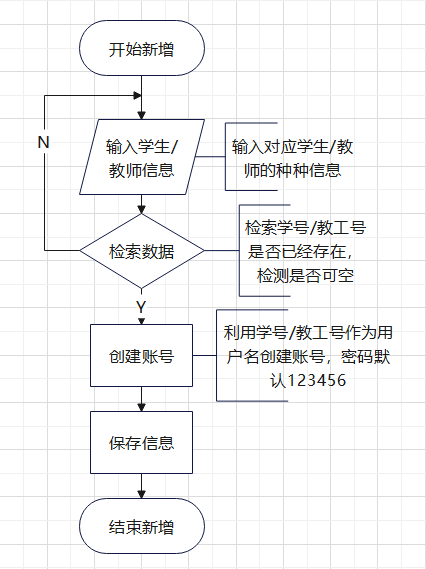 开始新增
N
输入学生/
教师信息
输入对应学生/教
师的种种信息
检索数据
检索学号/教工号
是否已经存在，
检测是否可空
Y
创建账号
利用学号/教工号作为用
户名创建账号，密码默
认123456
保存信息
结束新增